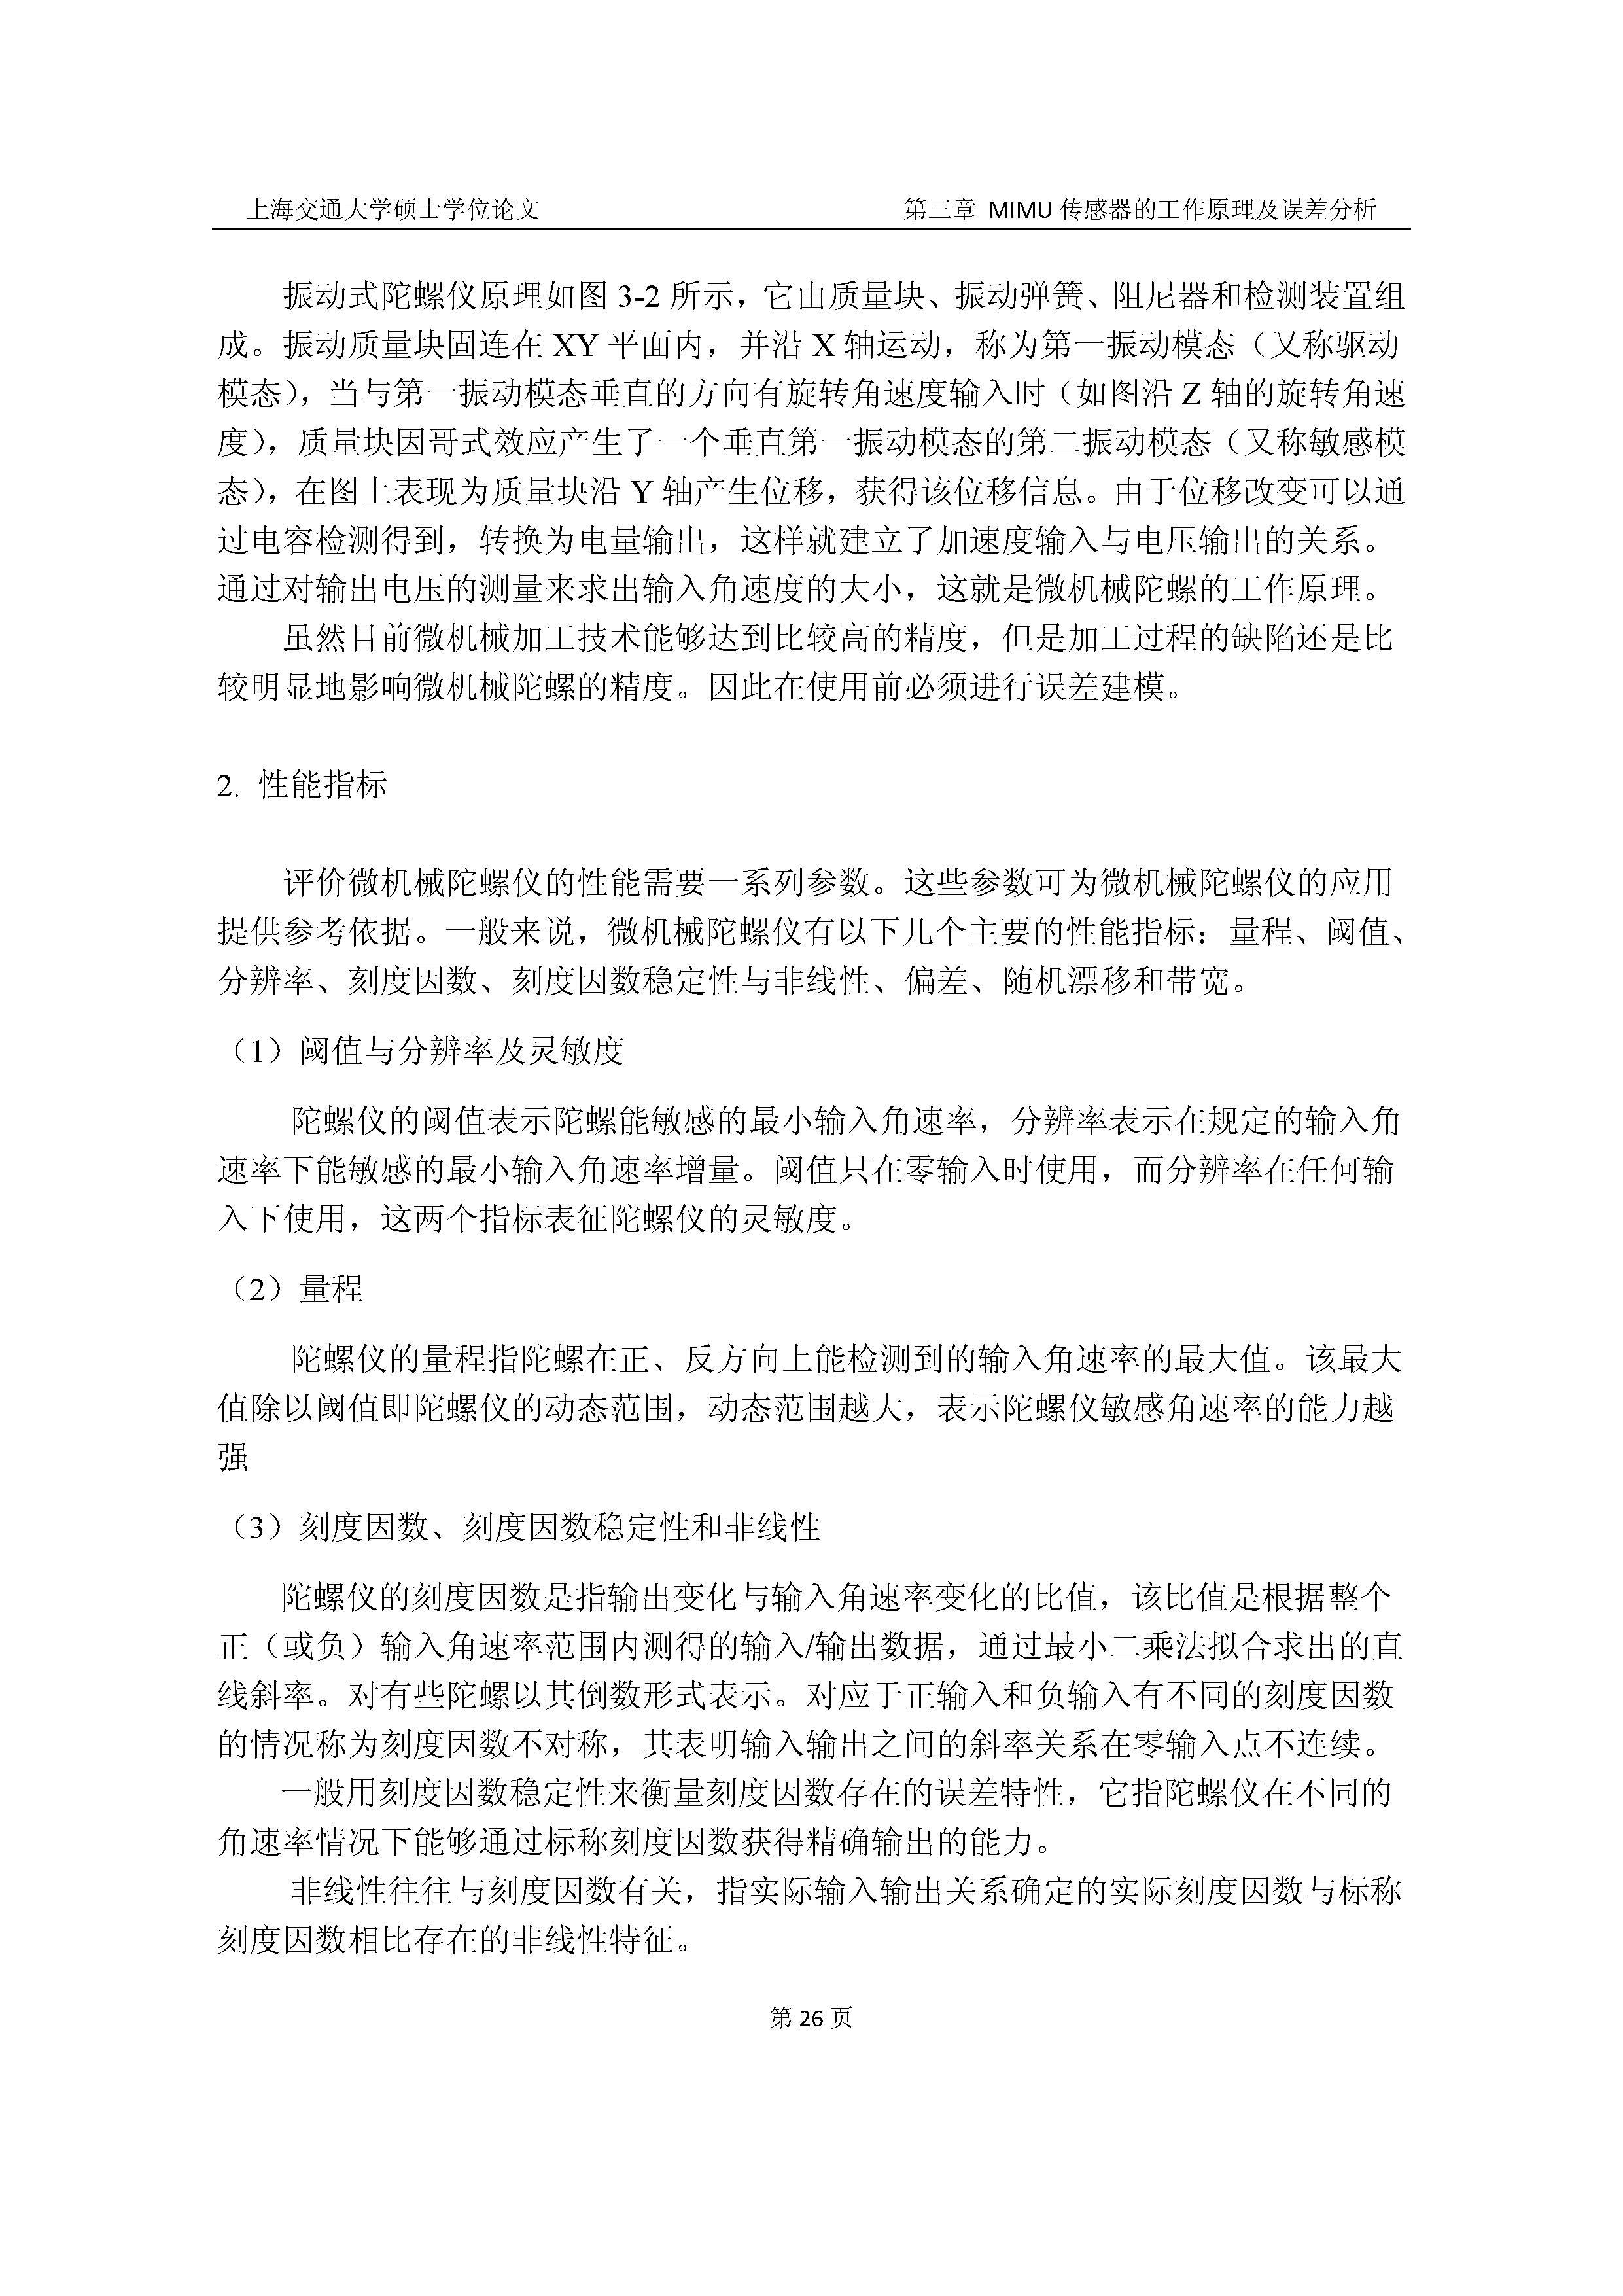 上海交通大学硕士学位论文 第三章 MIMU 传感器的工作原理及误差分析
振动式陀螺仪原理如图 3-2 所示，它由质量块、振动弹簧、阻尼器和检测装置组
成。振动质量块固连在 XY 平面内，并沿 X 轴运动，称为第一振动模态（又称驱动
模态），当与第一振动模态垂直的方向有旋转角速度输入时（如图沿 Z 轴的旋转角速
度），质量块因哥式效应产生了一个垂直第一振动模态的第二振动模态（又称敏感模
态），在图上表现为质量块沿 Y 轴产生位移，获得该位移信息。由于位移改变可以通
过电容检测得到，转换为电量输出，这样就建立了加速度输入与电压输出的关系。
通过对输出电压的测量来求出输入角速度的大小，这就是微机械陀螺的工作原理。
虽然目前微机械加工技术能够达到比较高的精度，但是加工过程的缺陷还是比
较明显地影响微机械陀螺的精度。因此在使用前必须进行误差建模。
2. 性能指标
评价微机械陀螺仪的性能需要一系列参数。这些参数可为微机械陀螺仪的应用
提供参考依据。一般来说，微机械陀螺仪有以下几个主要的性能指标：量程、阈值、
分辨率、刻度因数、刻度因数稳定性与非线性、偏差、随机漂移和带宽。
（1）阈值与分辨率及灵敏度
陀螺仪的阈值表示陀螺能敏感的最小输入角速率，分辨率表示在规定的输入角
速率下能敏感的最小输入角速率增量。阈值只在零输入时使用，而分辨率在任何输
入下使用，这两个指标表征陀螺仪的灵敏度。
（2）量程
陀螺仪的量程指陀螺在正、反方向上能检测到的输入角速率的最大值。该最大
值除以阈值即陀螺仪的动态范围，动态范围越大，表示陀螺仪敏感角速率的能力越
强
（3）刻度因数、刻度因数稳定性和非线性
陀螺仪的刻度因数是指输出变化与输入角速率变化的比值，该比值是根据整个
正（或负）输入角速率范围内测得的输入/输出数据，通过最小二乘法拟合求出的直
线斜率。对有些陀螺以其倒数形式表示。对应于正输入和负输入有不同的刻度因数
的情况称为刻度因数不对称，其表明输入输出之间的斜率关系在零输入点不连续。
一般用刻度因数稳定性来衡量刻度因数存在的误差特性，它指陀螺仪在不同的
角速率情况下能够通过标称刻度因数获得精确输出的能力。
非线性往往与刻度因数有关，指实际输入输出关系确定的实际刻度因数与标称
刻度因数相比存在的非线性特征。
第 26 页